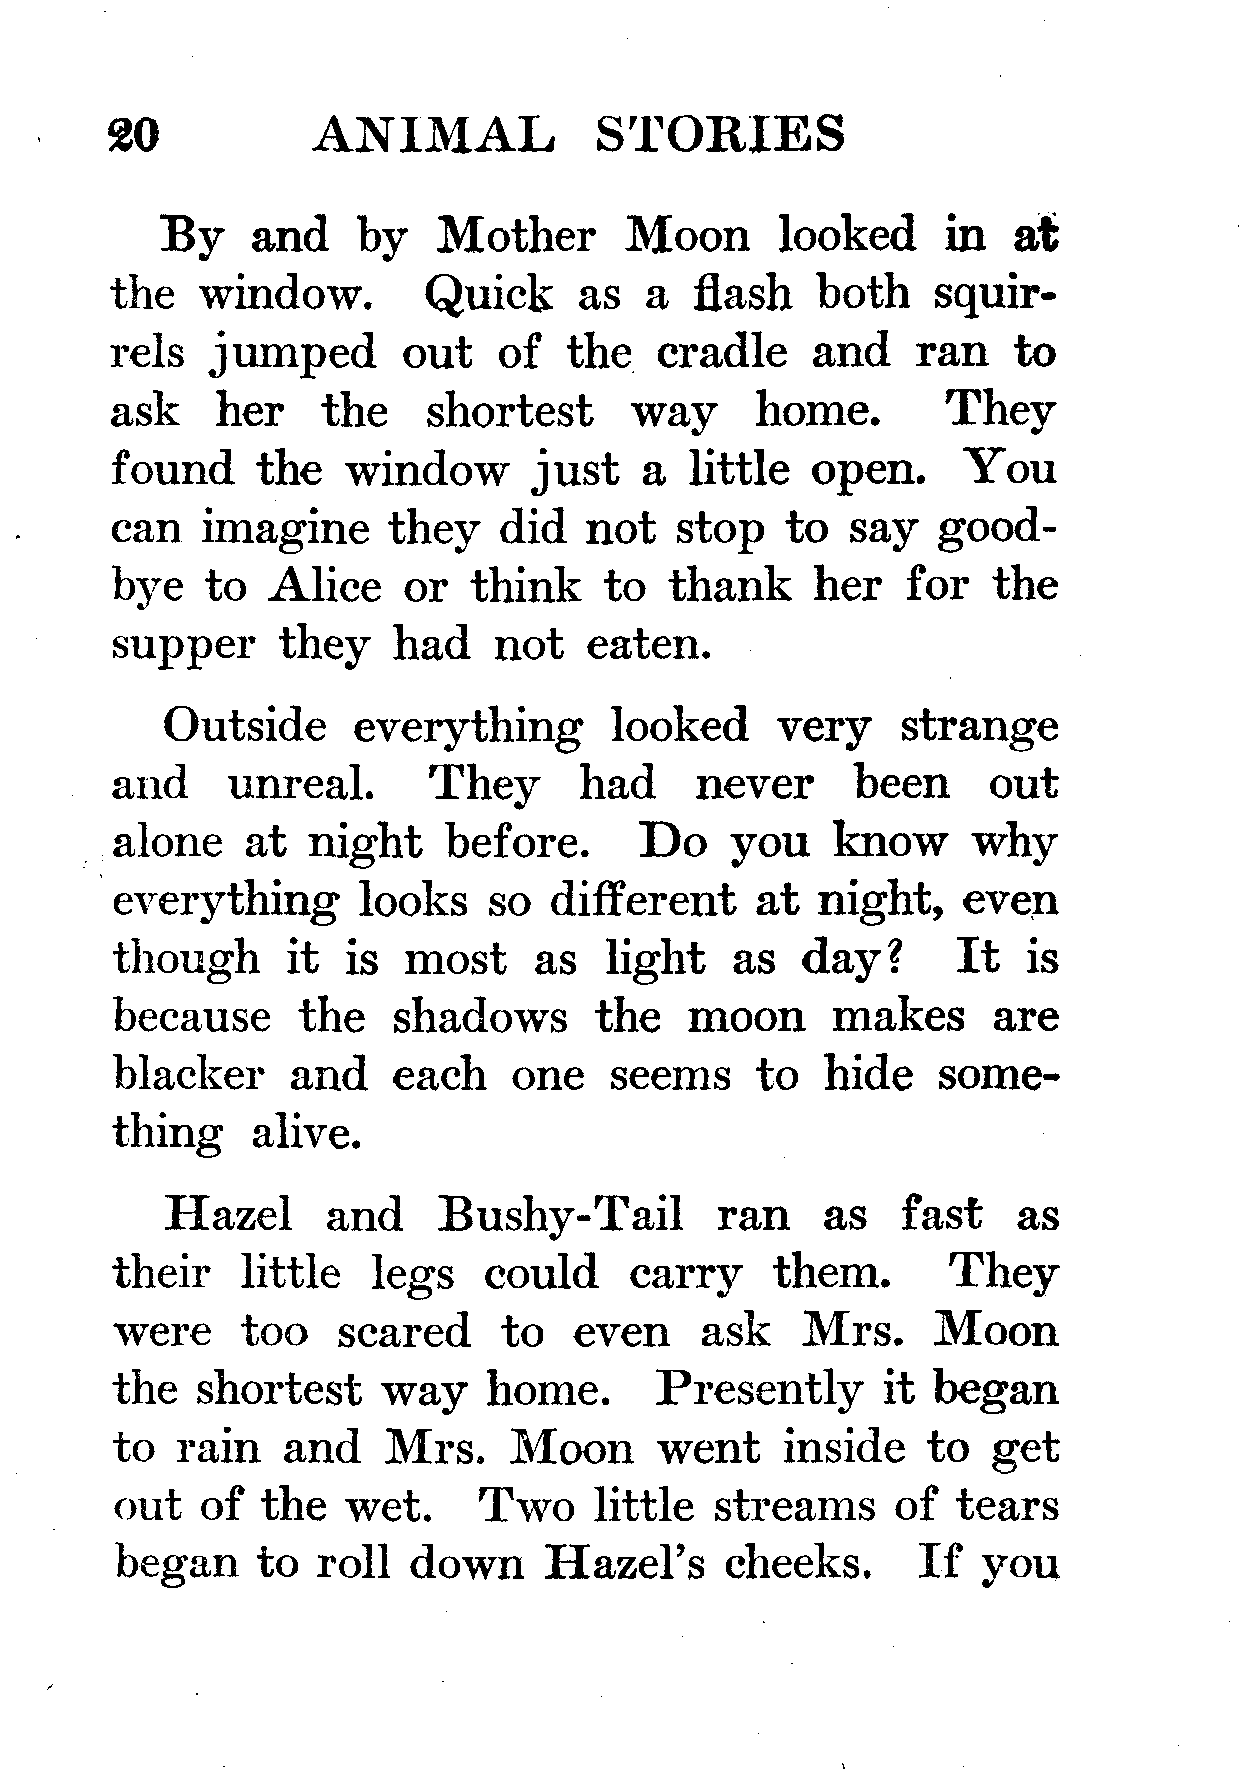 20 ANIMAL STORIES
By and by Mother Moon looked in at
the window. Quick as a flash both squir-
rels jumped out of the cradle and ran to
ask her the shortest way home. They
found the window just a little open. You
can imagine they did not stop to say good-
bye to Alice or think to thank her for the
supper they had not eaten.
Outside everything looked very strange
and unreal. They had never been out
alone at night before. Do you know why
everything looks so different at night, even
though it is most as light as day? It is
because the shadows the moon makes are
blacker and each one seems to hide some-
thing alive.
Hazel and Bushy-Tail ran as fast as
their little legs could carry them. They
were too scared to even ask Mrs. Moon
the shortest way home. Presently it began
to rain and Mrs. Moon went inside to get
out of the wet. Two little streams of tears
began to roll down Hazel's cheeks. If you